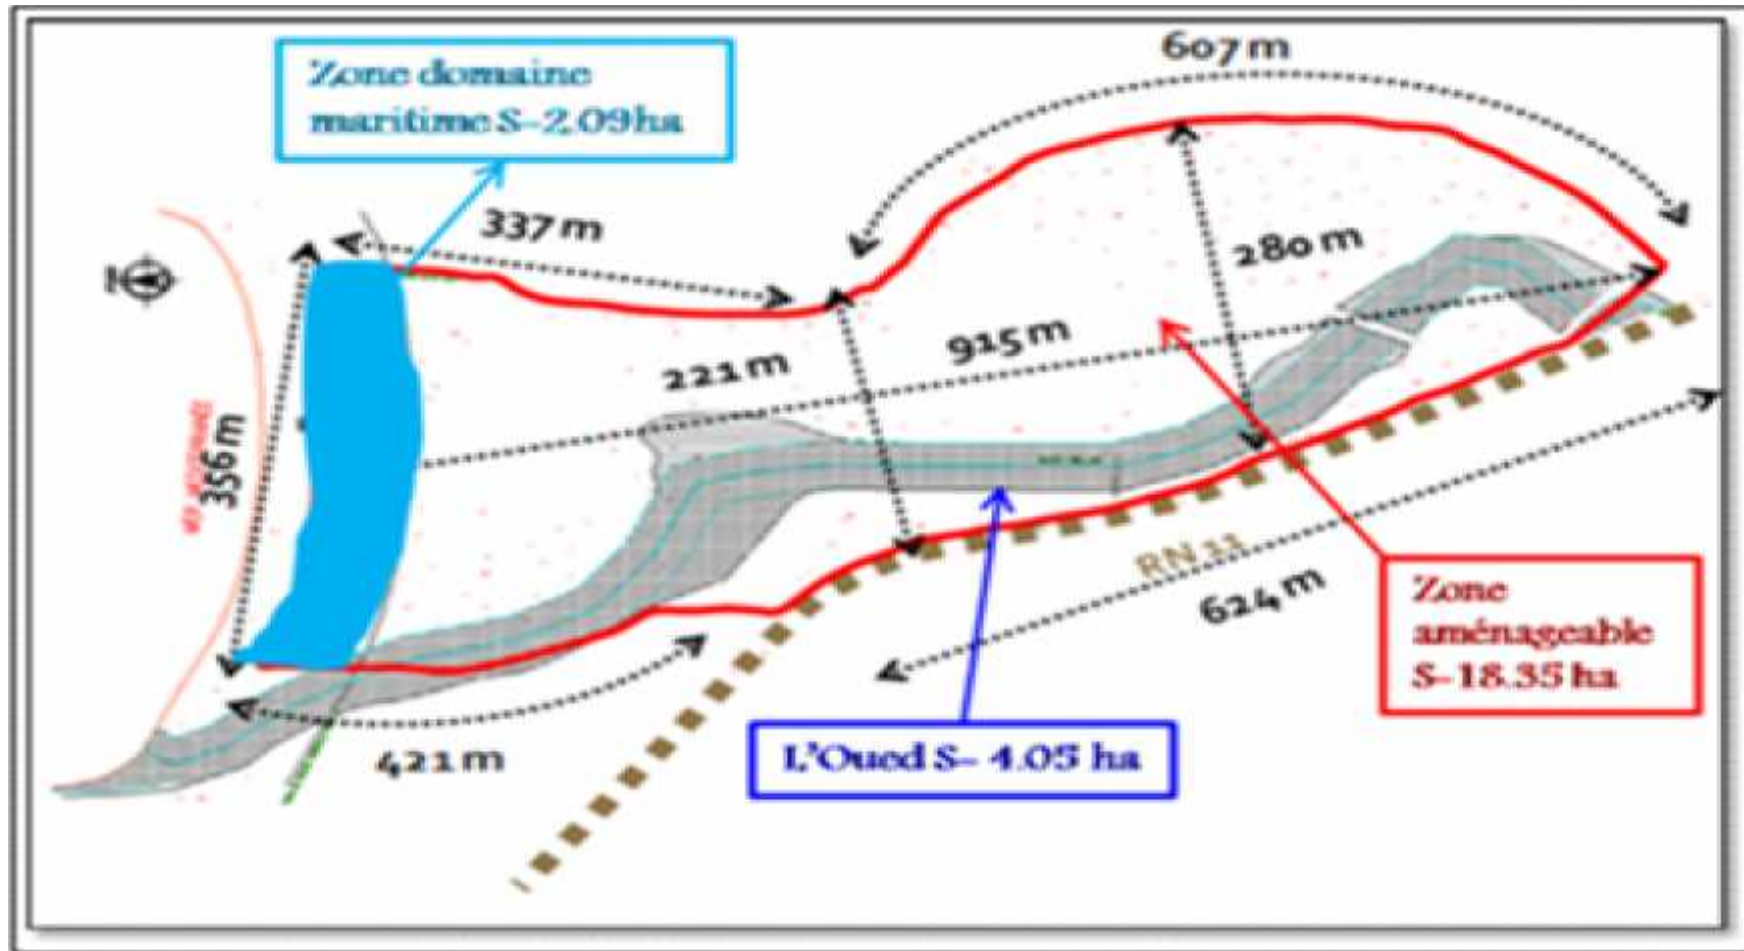 607 m
Zone domaine
maritime S-2.09ha
337 m
280 m
915 m
221 m
356 m
RN 11
624 m
Zone
aménageable
S-18.35 ha
421 m
L'Oued S- 4.05 ha